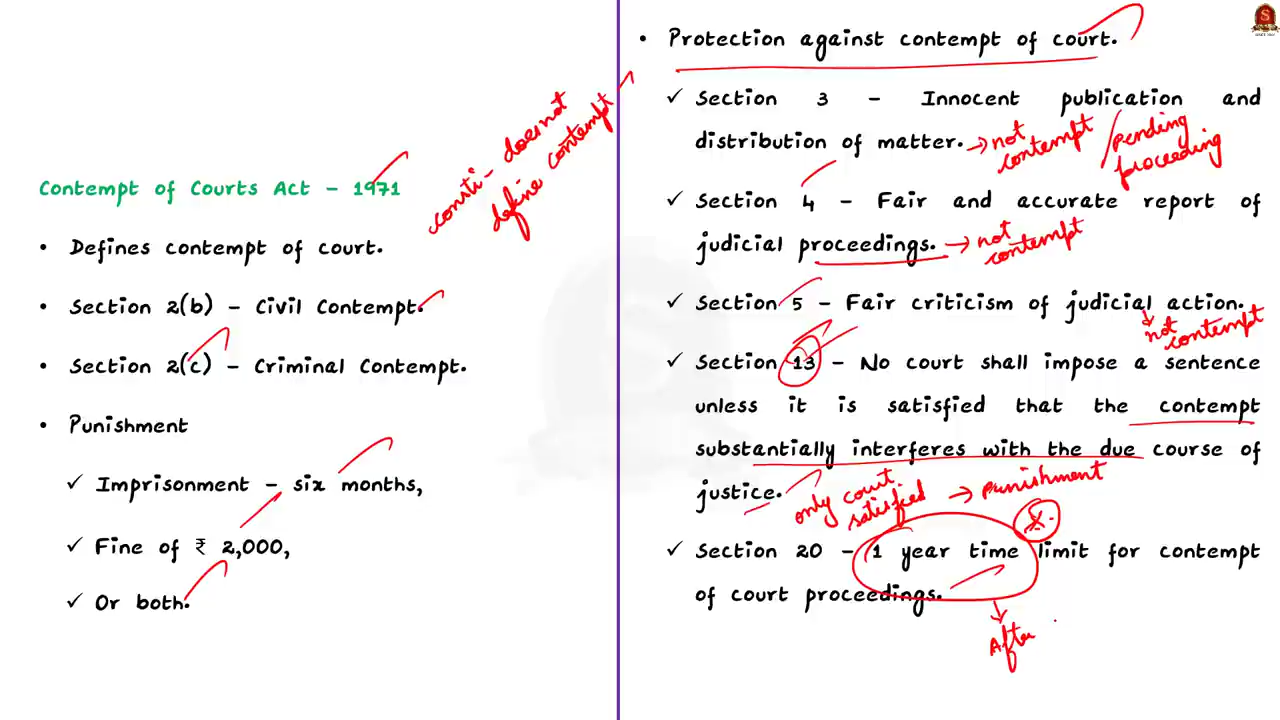 Contempt of Courts Act - 1971
• Defines contempt of court.
• Section 2(b) - Civil Contempt.
• Section 2(c) - Criminal Contempt.
• Punishment
✓ Imprisonment - six months,
✓ Fine of ₹ 2,000,
✓ Or both.
consti - does not
define contempt
• Protection against contempt of court.
✓ Section 3 - Innocent publication and
distribution of matter. → not
contempt / pending
proceeding
✓ Section 4 - Fair and accurate report of
judicial proceedings. → not
contempt
✓ Section 5 - Fair criticism of judicial action.
not contempt
✓ Section 13 - No court shall impose a sentence
unless it is satisfied that the contempt
substantially interferes with the due course of
justice.
only court
satisfied → punishment
✓ Section 20 - 1 year time limit for contempt
of court proceedings.
After